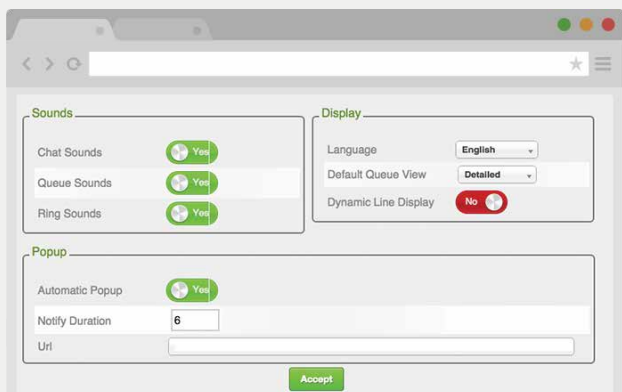 Sounds
Chat Sounds Yes
Queue Sounds Yes
Ring Sounds Yes
Display
Language English
Default Queue View Detailed
Dynamic Line Display No
Popup
Automatic Popup Yes
Notify Duration 6
Url
Accept